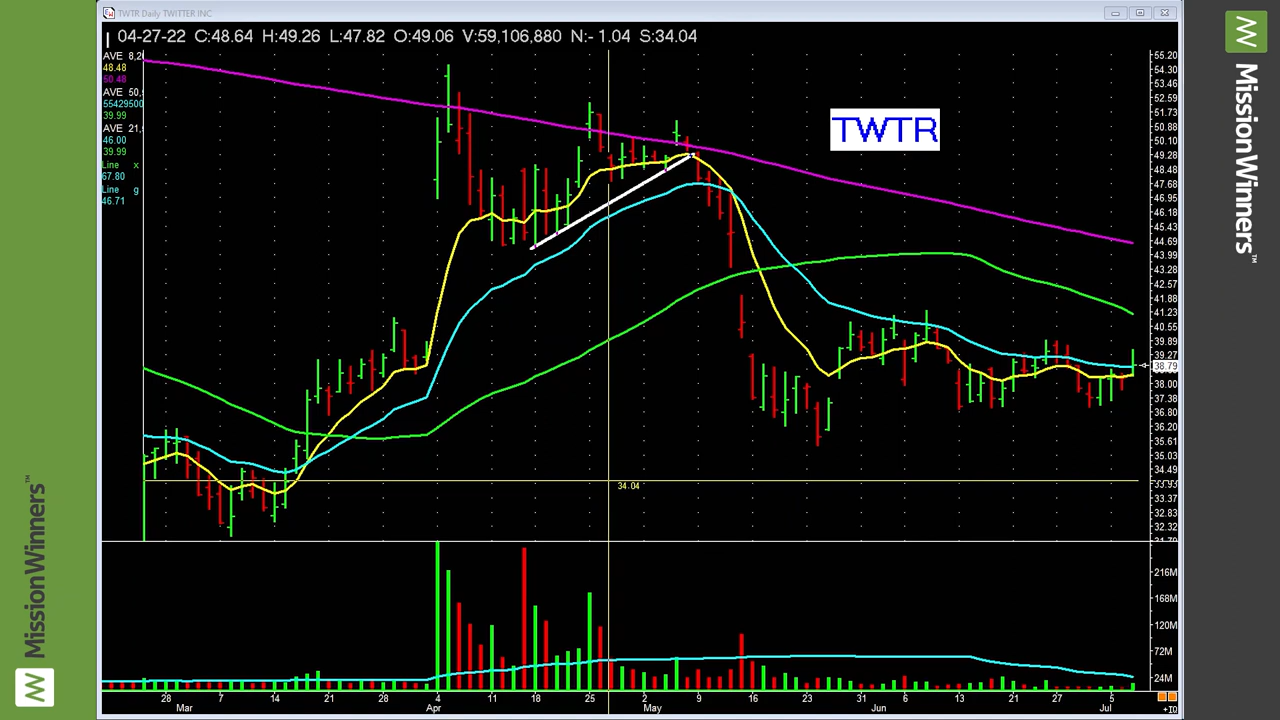 TWTR Daily TWITTER INC
04-27-22 C:48.64 H:49.26 L:47.82 O:49.06 V:59,106,880 N:- 1.04 S:34.04
AVE 8,20
48.48
50.48
AVE 50,
55429500
39.99
AVE 21,
46.00
39.99
Line x
67.80
Line g
46.71
TWTR
34.04
55.20
54.30
53.46
52.59
51.73
50.88
50.10
49.28
48.48
47.68
46.95
46.18
45.43
44.69
43.99
43.28
42.57
41.88
41.23
40.55
39.89
39.27
38.79
38.00
37.38
36.80
36.20
35.61
35.03
34.49
33.37
32.83
32.32
31.79
216M
168M
120M
72M
24M
28 7 14 21 28 4 11 18 25 2 9 16 23 31 6 13 21 27 5
Mar Apr May Jun Jul
MissionWinners™
MissionWinners™